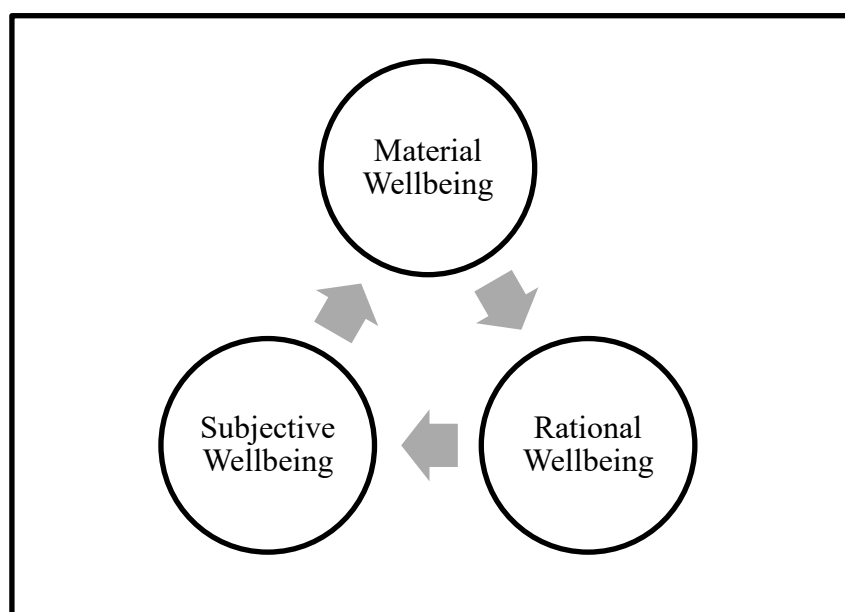 Material
Wellbeing
Subjective
Wellbeing
Rational
Wellbeing